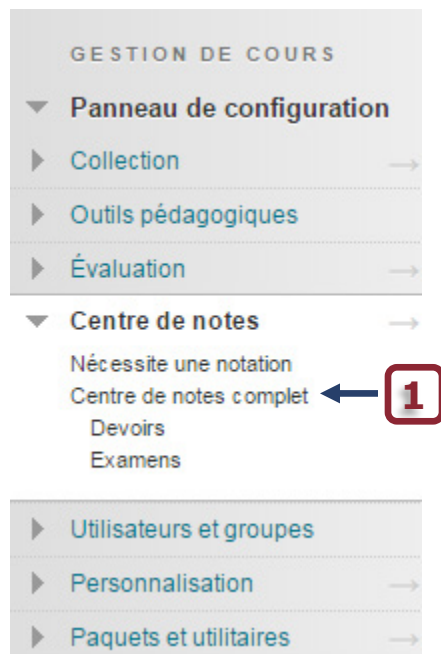 GESTION DE COURS
Panneau de configuration
Collection
Outils pédagogiques
Évaluation
Centre de notes
Nécessite une notation
Centre de notes complet
1
Devoirs
Examens
Utilisateurs et groupes
Personnalisation
Paquets et utilitaires